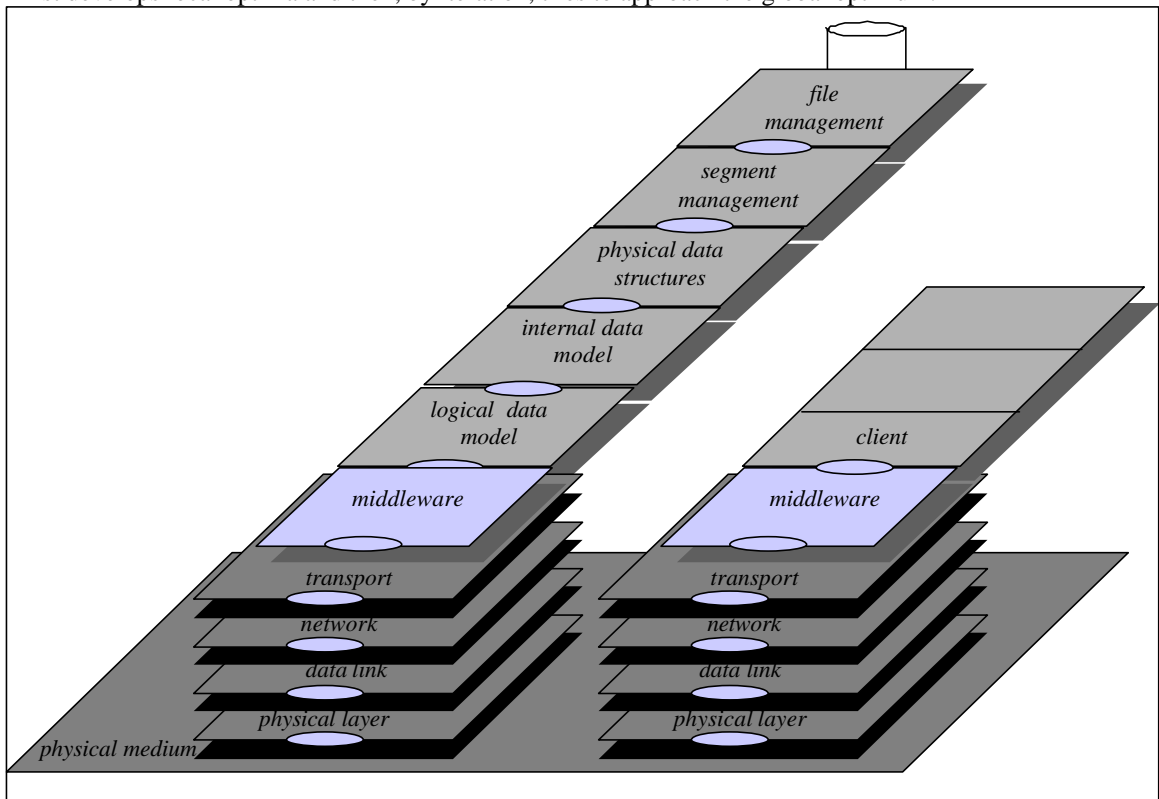 file
management
segment
management
physical data
structures
internal data
model
logical data
model
client
middleware
middleware
transport
transport
network
network
data link
data link
physical layer
physical layer
physical medium